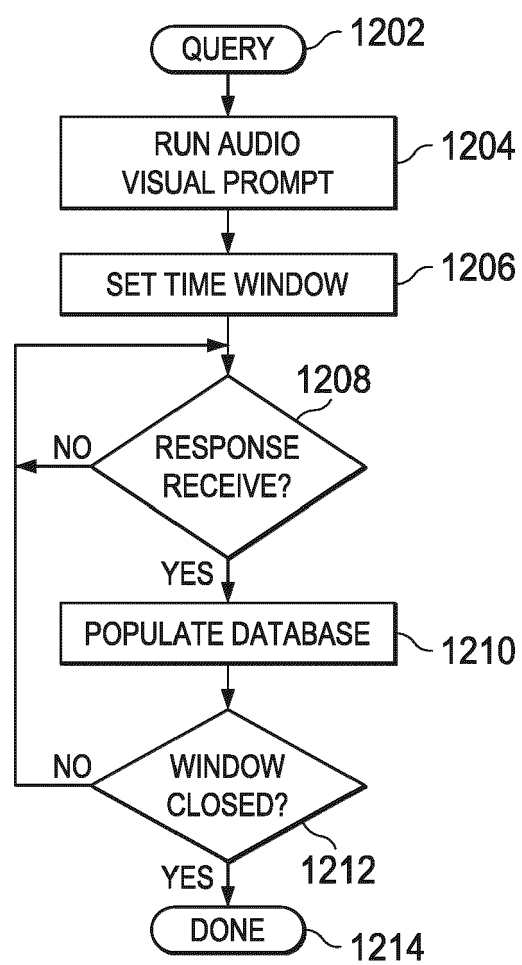 QUERY
1202
RUN AUDIO
VISUAL PROMPT
1204
SET TIME WINDOW
1206
1208
RESPONSE
RECEIVE?
NO
YES
POPULATE DATABASE
1210
WINDOW
CLOSED?
NO
1212
YES
DONE
1214